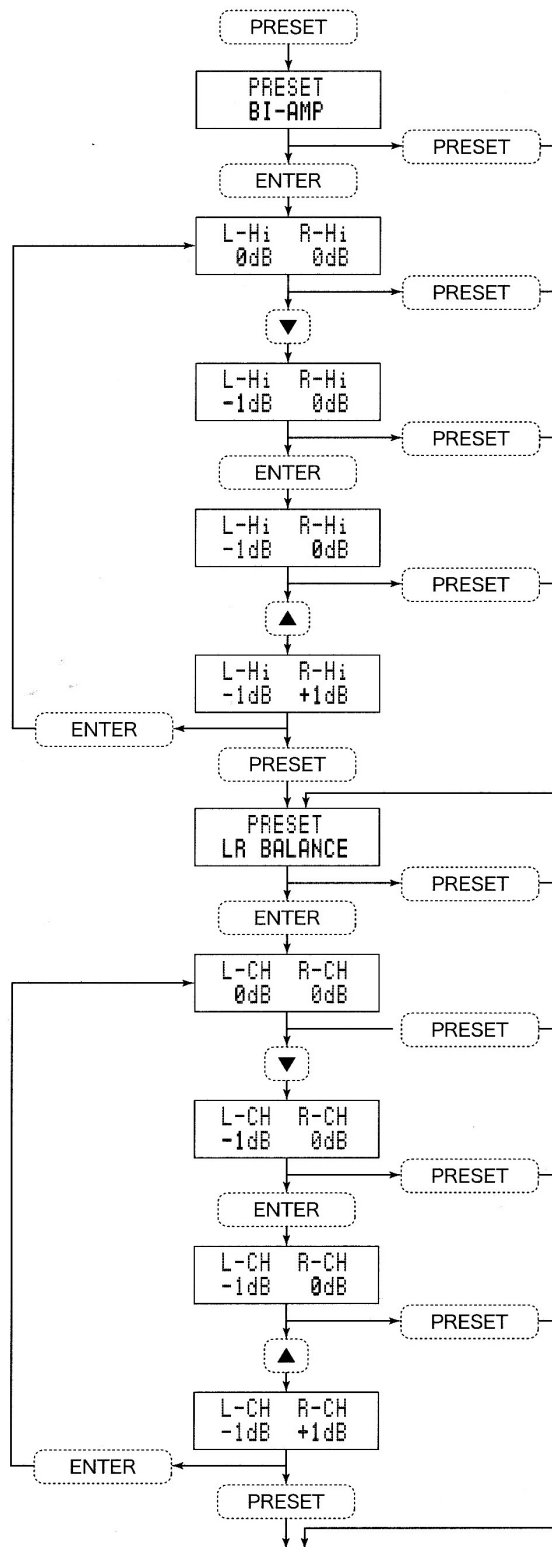 PRESET
PRESET
BI-AMP
PRESET
ENTER
L-Hi R-Hi
0dB 0dB
PRESET
▼
L-Hi R-Hi
-1dB 0dB
PRESET
ENTER
L-Hi R-Hi
-1dB 0dB
PRESET
▲
L-Hi R-Hi
-1dB +1dB
ENTER
PRESET
PRESET
LR BALANCE
PRESET
ENTER
L-CH R-CH
0dB 0dB
PRESET
▼
L-CH R-CH
-1dB 0dB
PRESET
ENTER
L-CH R-CH
-1dB 0dB
PRESET
▲
L-CH R-CH
-1dB +1dB
ENTER
PRESET